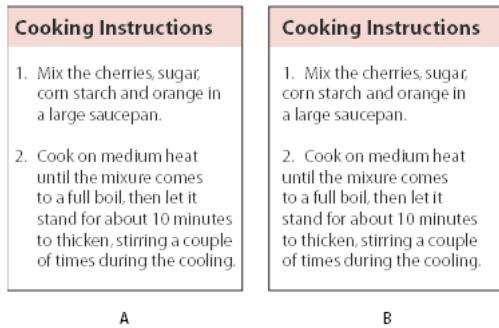 Cooking Instructions
1. Mix the cherries, sugar,
corn starch and orange in
a large saucepan.
2. Cook on medium heat
until the mixure comes
to a full boil, then let it
stand for about 10 minutes
to thicken, stirring a couple
of times during the cooling.
A
Cooking Instructions
1. Mix the cherries, sugar,
corn starch and orange in
a large saucepan.
2. Cook on medium heat
until the mixure comes
to a full boil, then let it
stand for about 10 minutes
to thicken, stirring a couple
of times during the cooling.
B